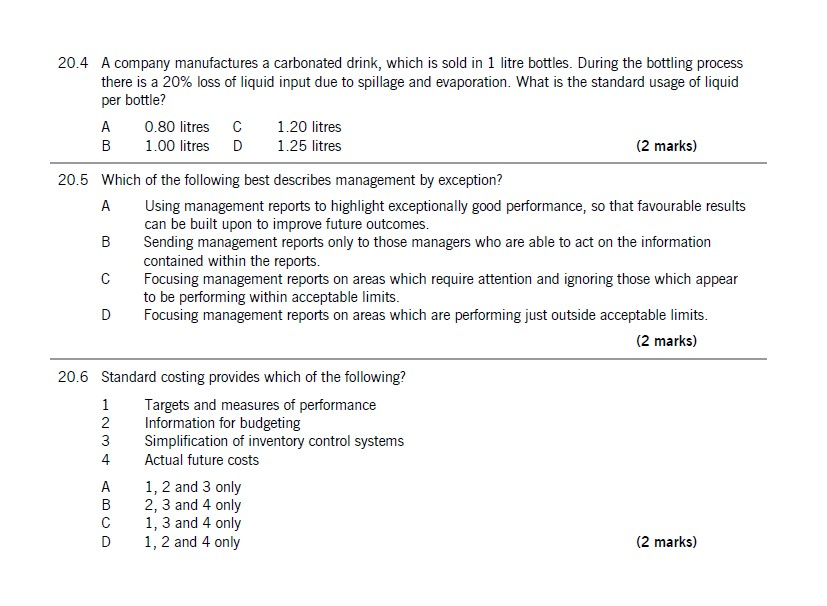 20.4 A company manufactures a carbonated drink, which is sold in 1 litre bottles. During the bottling process
there is a 20% loss of liquid input due to spillage and evaporation. What is the standard usage of liquid
per bottle?
A 0.80 litres C 1.20 litres
B 1.00 litres D 1.25 litres (2 marks)
20.5 Which of the following best describes management by exception?
A Using management reports to highlight exceptionally good performance, so that favourable results
can be built upon to improve future outcomes.
B Sending management reports only to those managers who are able to act on the information
contained within the reports.
C Focusing management reports on areas which require attention and ignoring those which appear
to be performing within acceptable limits.
D Focusing management reports on areas which are performing just outside acceptable limits.
(2 marks)
20.6 Standard costing provides which of the following?
1 Targets and measures of performance
2 Information for budgeting
3 Simplification of inventory control systems
4 Actual future costs
A 1, 2 and 3 only
B 2, 3 and 4 only
C 1, 3 and 4 only
D 1, 2 and 4 only (2 marks)